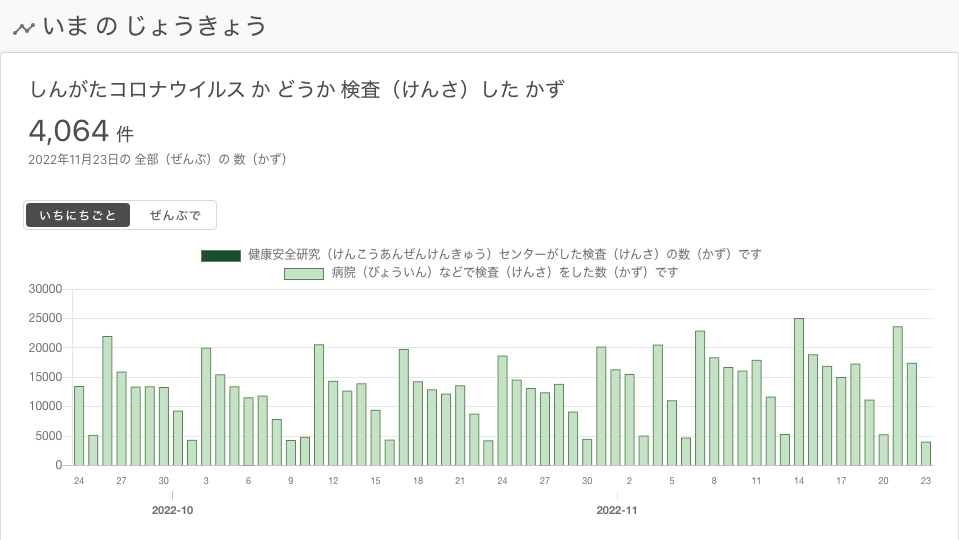 いま の じょうきょう
しんがたコロナウイルス か どうか 検査（けんさ）した かず
4,064 件
2022年11月23日の 全部（ぜんぶ）の 数（かず）
いちにちごと ぜんぶで
健康安全研究（けんこうあんぜんけんきゅう）センターがした検査（けんさ）の数（かず）です
病院（びょういん）などで検査（けんさ）をした数（かず）です
30000
25000
20000
15000
10000
5000
0
24 27 30 3 6 9 12 15 18 21 24 27 30 2 5 8 11 14 17 20 23
2022-10 2022-11